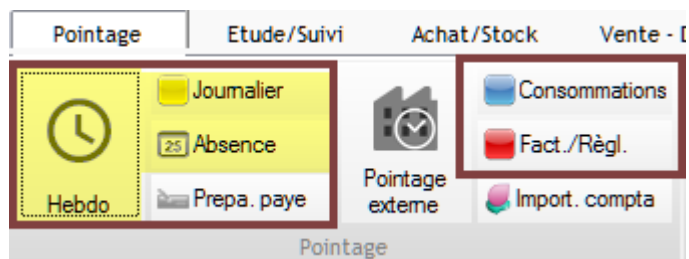 Pointage Etude/Suivi Achat/Stock Vente - D
Journalier
Consommations
25 Absence
Fact./Règl.
Hebdo
Prepa. paye
Pointage
externe
Import. compta
Pointage